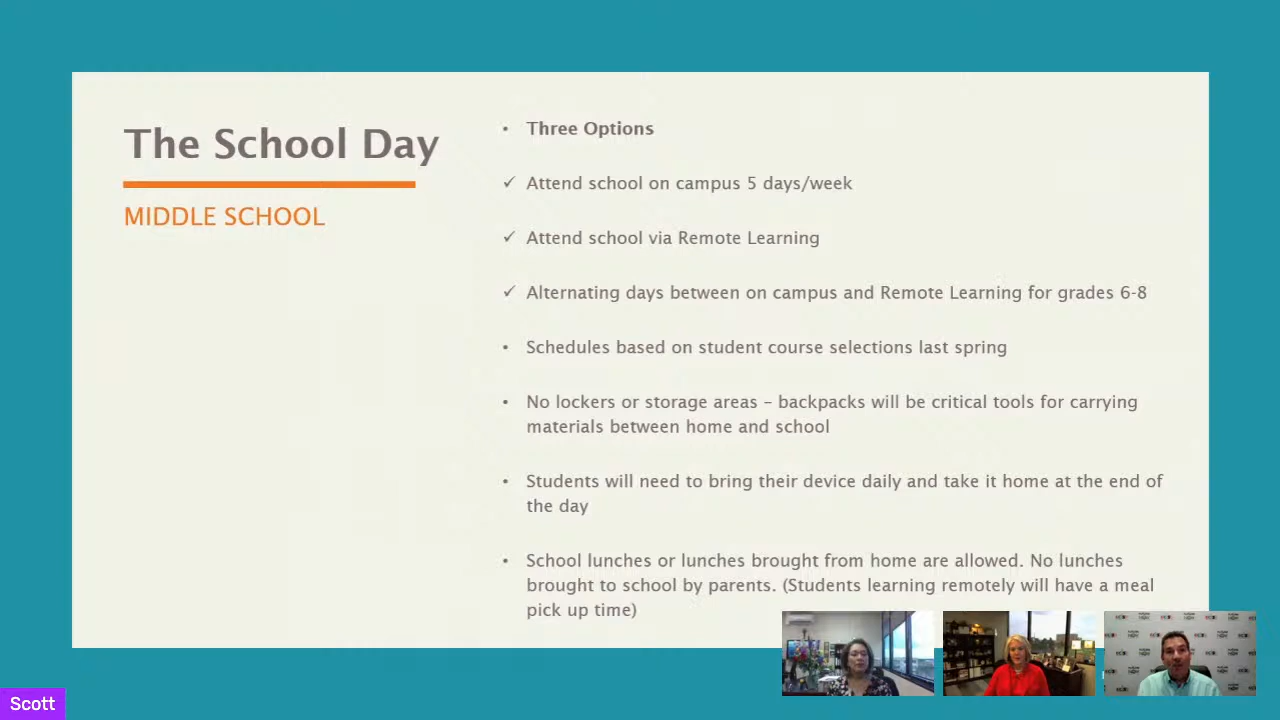 The School Day
MIDDLE SCHOOL
• Three Options
✓ Attend school on campus 5 days/week
✓ Attend school via Remote Learning
✓ Alternating days between on campus and Remote Learning for grades 6-8
• Schedules based on student course selections last spring
• No lockers or storage areas – backpacks will be critical tools for carrying
materials between home and school
• Students will need to bring their device daily and take it home at the end of
the day
• School lunches or lunches brought from home are allowed. No lunches
brought to school by parents. (Students learning remotely will have a meal
pick up time)
Scott